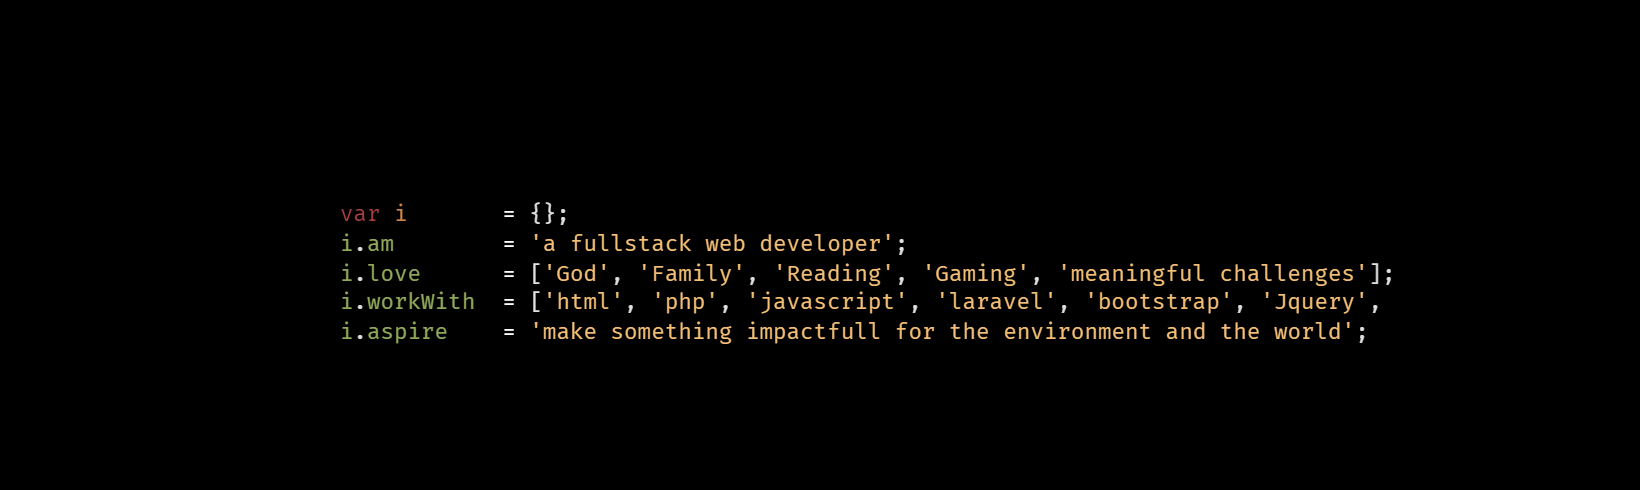 var i       = {};
i.am        = 'a fullstack web developer';
i.love      = ['God', 'Family', 'Reading', 'Gaming', 'meaningful challenges'];
i.workWith  = ['html', 'php', 'javascript', 'laravel', 'bootstrap', 'Jquery',
i.aspire    = 'make something impactfull for the environment and the world';